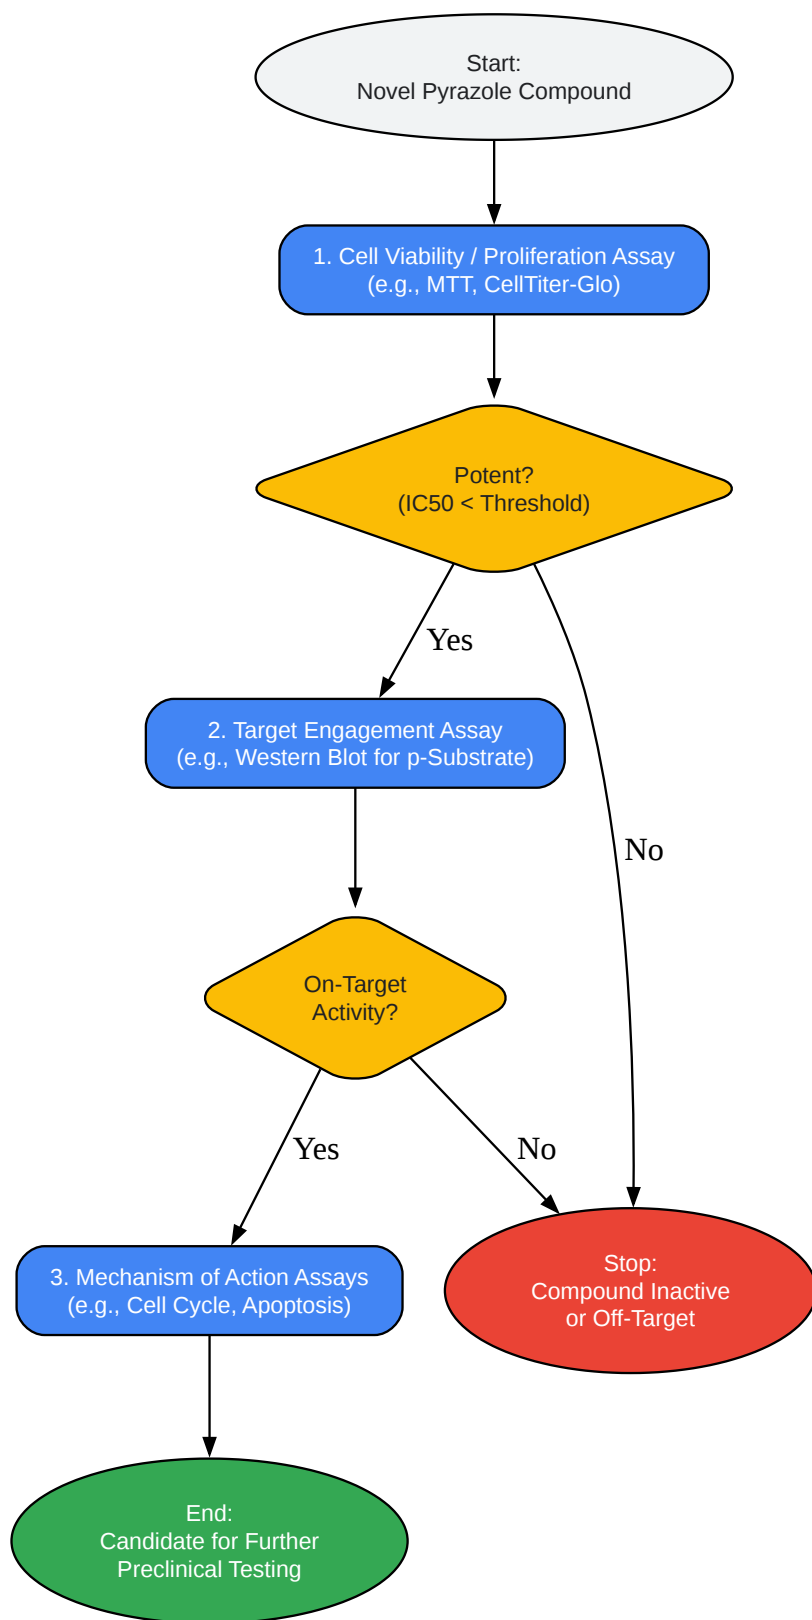 Start:
Novel Pyrazole Compound
1. Cell Viability / Proliferation Assay
(e.g., MTT, CellTiter-Glo)
Potent?
(IC50 < Threshold)
Yes
2. Target Engagement Assay
(e.g., Western Blot for p-Substrate)
No
On-Target
Activity?
Yes
No
3. Mechanism of Action Assays
(e.g., Cell Cycle, Apoptosis)
Stop:
Compound Inactive
or Off-Target
End:
Candidate for Further
Preclinical Testing